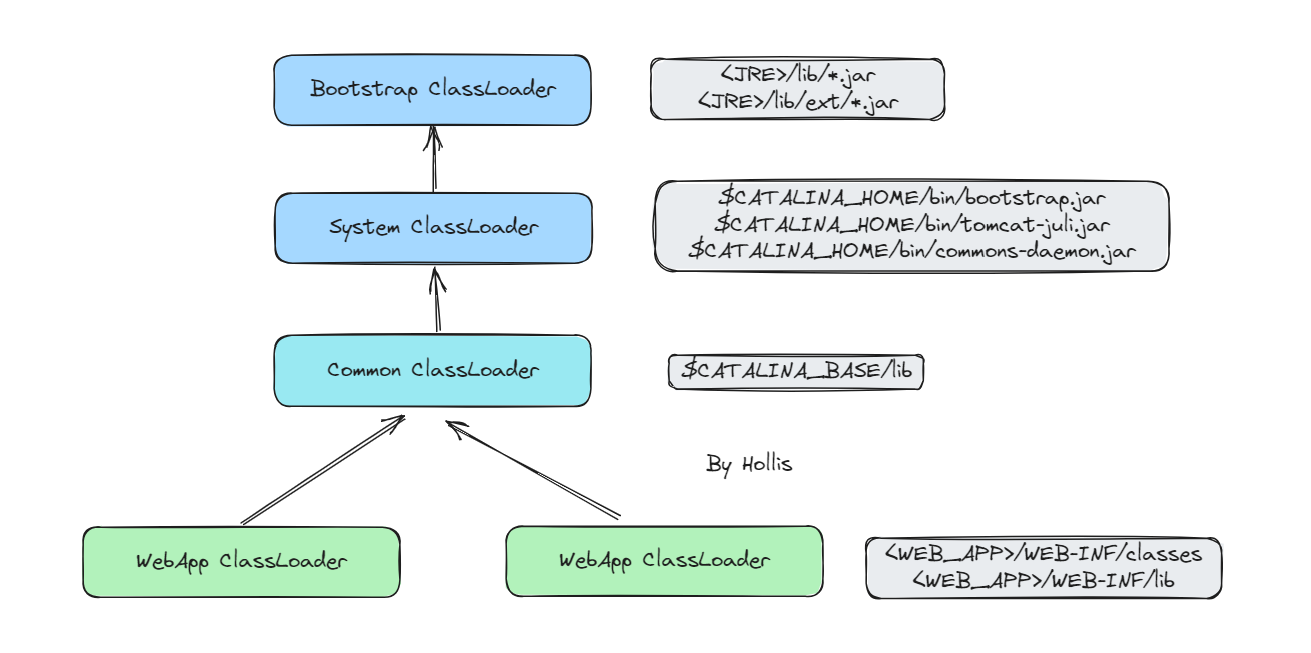 Bootstrap ClassLoader
<JRE>/lib/*.jar
<JRE>/lib/ext/*.jar
System ClassLoader
$CATALINA_HOME/bin/bootstrap.jar
$CATALINA_HOME/bin/tomcat-juli.jar
$CATALINA_HOME/bin/commons-daemon.jar
Common ClassLoader
$CATALINA_BASE/lib
By Hollis
WebApp ClassLoader
WebApp ClassLoader
<WEB_APP>/WEB-INF/classes
<WEB_APP>/WEB-INF/lib